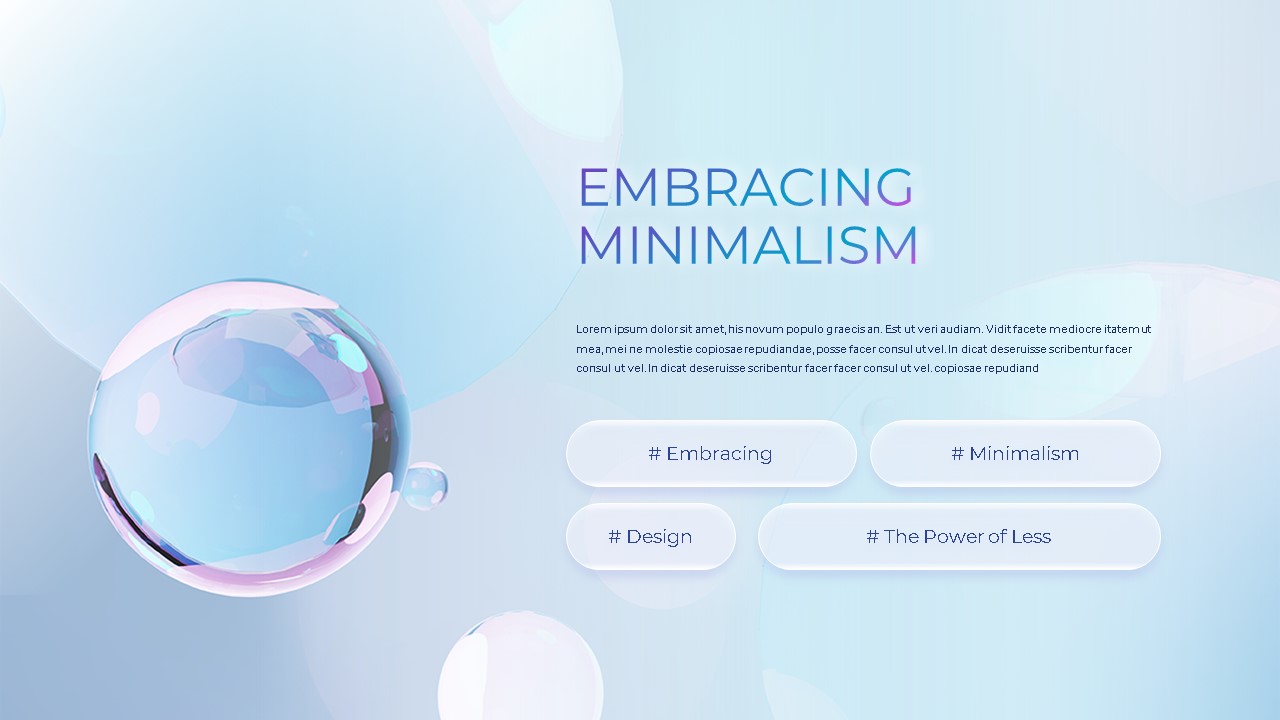 EMBRACING
MINIMALISM
Lorem ipsum dolor sit amet, his novum populo graecis an. Est ut veri audiam. Vidit facete mediocre itatem ut
mea, mei ne molestie copiosae repudiandae, posse facer consul ut vel. In dicat deseruisse scribentur facer
consul ut vel. In dicat deseruisse scribentur facer facer consul ut vel. copiosae repudiand
# Embracing
# Minimalism
# Design
# The Power of Less